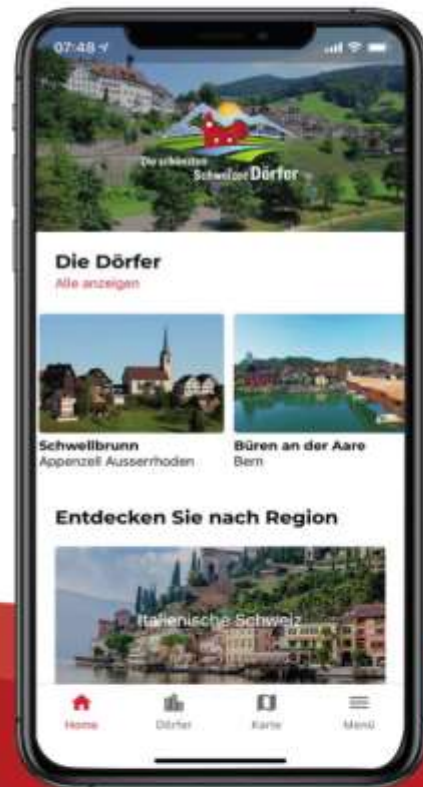 07:48
Die schönsten
Schweizer Dörfer
Die Dörfer
Alle anzeigen
Schwellbrunn
Appenzell Ausserrhoden
Büren an der Aare
Bern
Entdecken Sie nach Region
Italienische Schweiz
Home
Dörfer
Karte
Menü